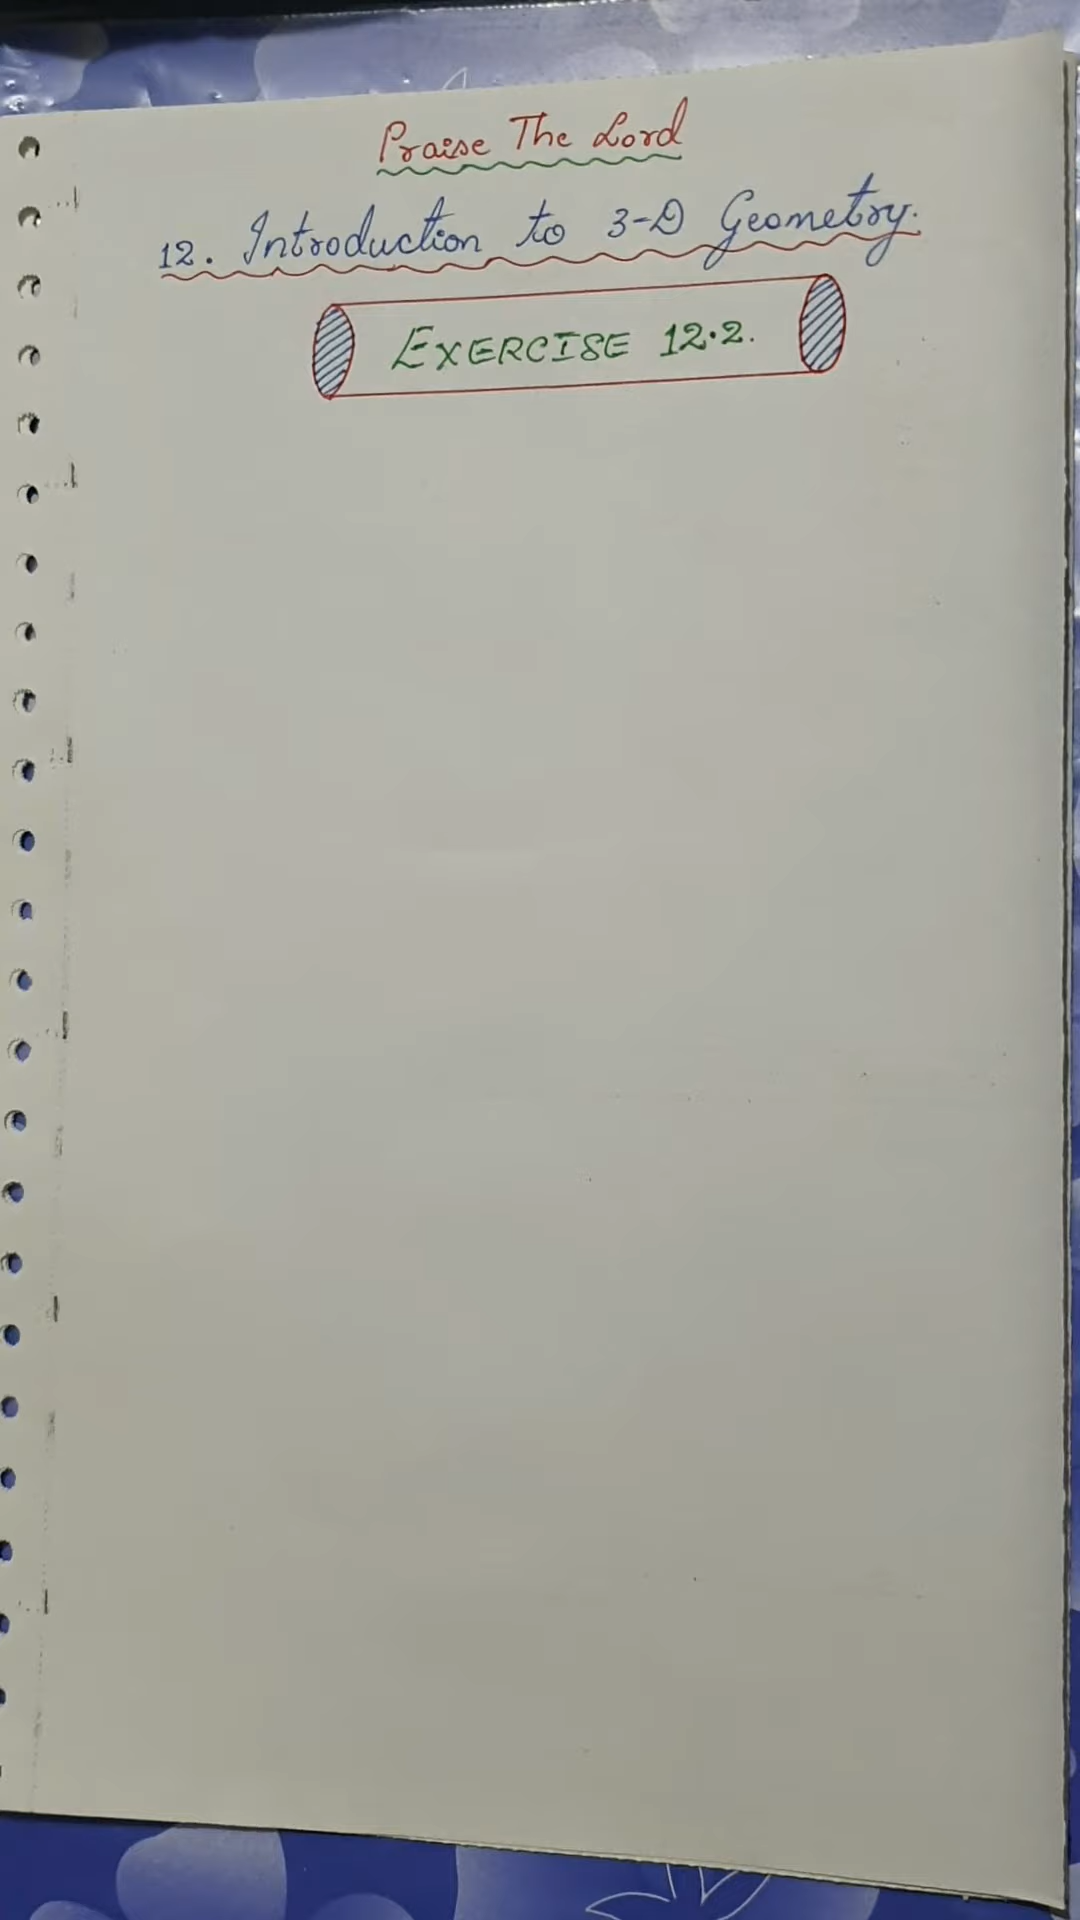 Praise The Lord
12. Introduction to 3-D Geometry.
EXERCISE 12.2.